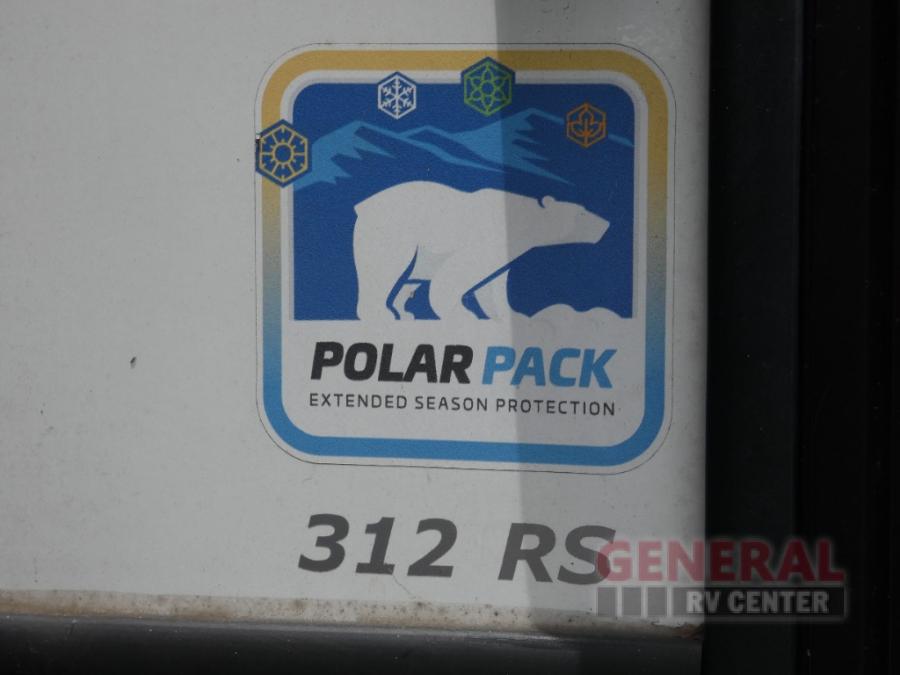 POLAR PACK
EXTENDED SEASON PROTECTION
312 RS
GENERAL
RV CENTER